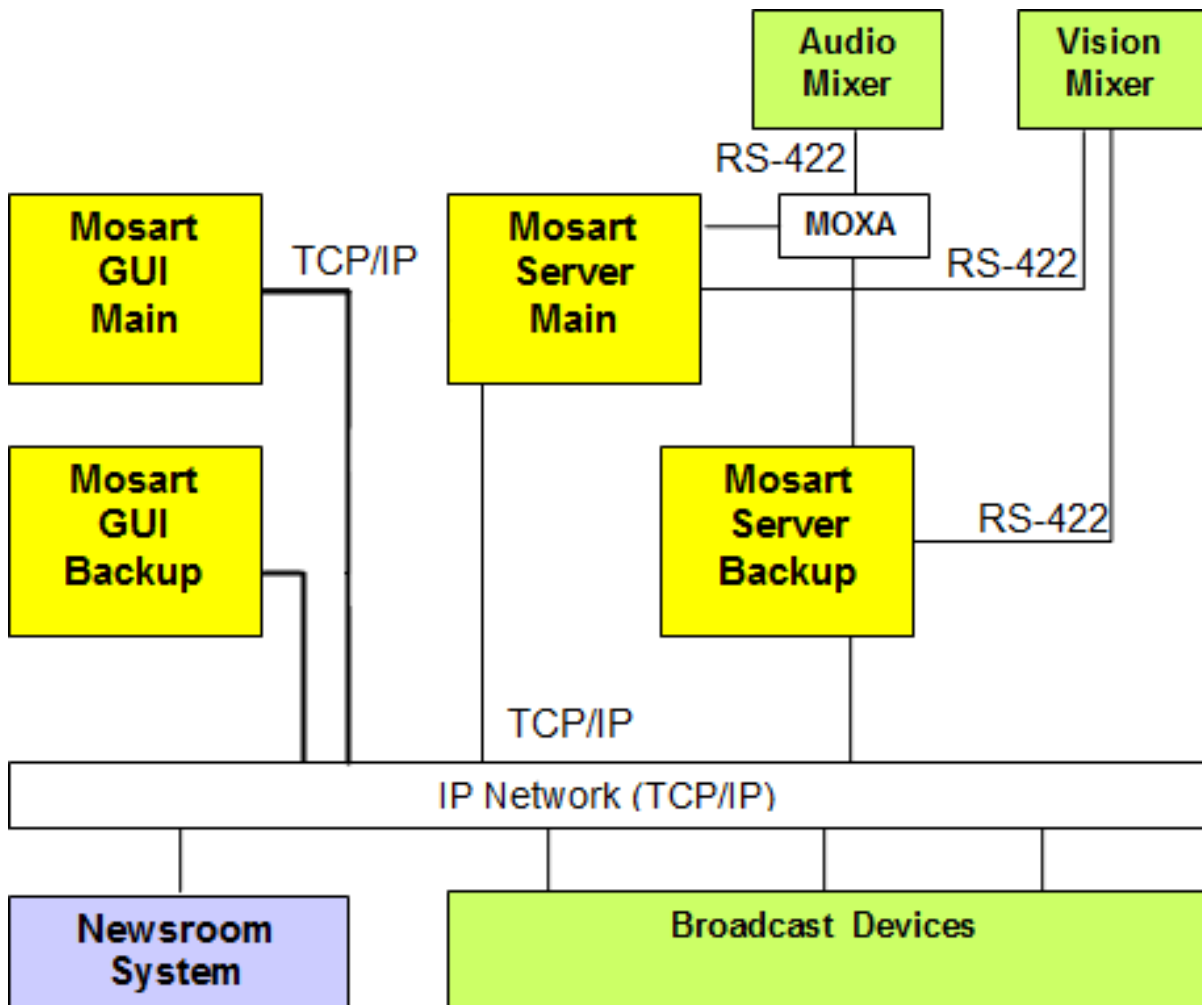 Audio
Mixer
Vision
Mixer
RS-422
Mosart
GUI
Main
TCP/IP
Mosart
Server
Main
MOXA
RS-422
Mosart
GUI
Backup
Mosart
Server
Backup
RS-422
TCP/IP
IP Network (TCP/IP)
Newsroom
System
Broadcast Devices